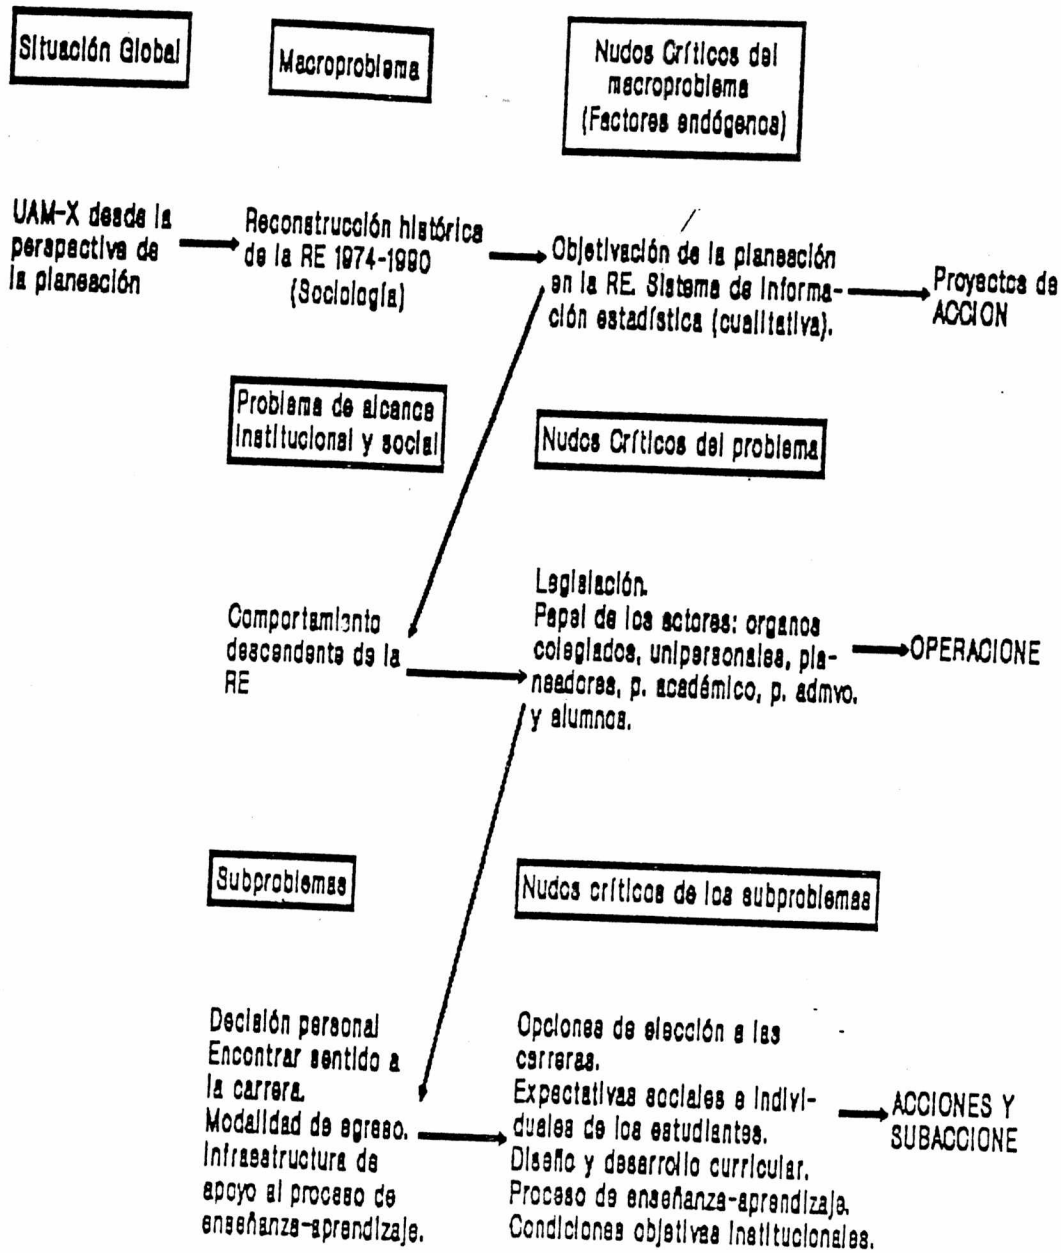 Situación Global
Macroproblema
Nudos Críticos del
macroproblema
(Factores endógenos)
UAM-X desde la
perspectiva de
la planeación
Reconstrucción histórica
de la RE 1974-1990
(Sociología)
Objetivación de la planeación
en la RE. Sistema de Informa-
ción estadística (cualitativa).
Proyectos de
ACCION
Problema de alcance
Institucional y social
Nudos Críticos del problema
Comportamiento
descendente de la
RE
Legislación.
Papel de los actores: organos
colegiados, unipersonales, pla-
neadores, p. académico, p. admvo.
y alumnos.
OPERACIONE
Subproblemas
Nudos críticos de los subproblemas
Decisión personal
Encontrar sentido a
la carrera.
Modalidad de egreso.
Infraestructura de
apoyo al proceso de
enseñanza-aprendizaje.
Opciones de elección a las
carreras.
Expectativas sociales e indivi-
duales de los estudiantes.
Diseño y desarrollo curricular.
Proceso de enseñanza-aprendizaje.
Condiciones objetivas Institucionales.
ACCIONES Y
SUBACCIONE